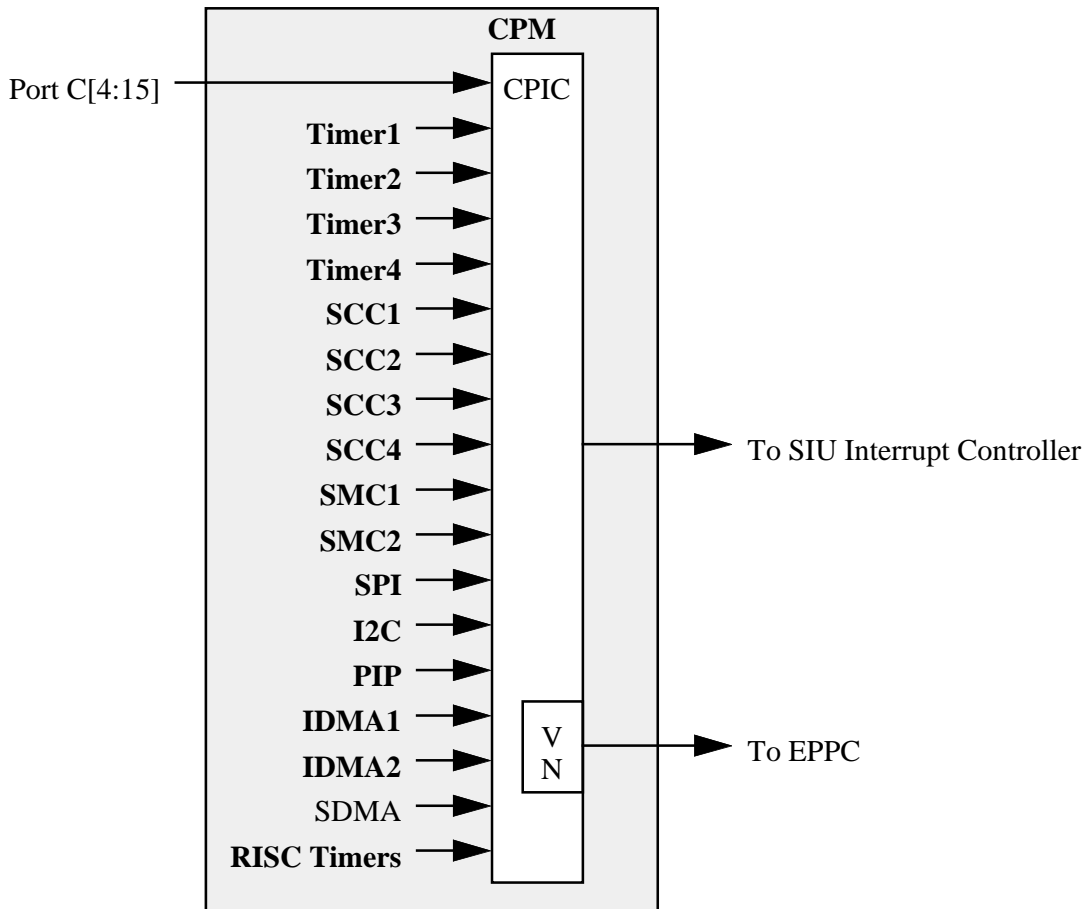 CPM
Port C[4:15]
CPIC
Timer1
Timer2
Timer3
Timer4
SCC1
SCC2
SCC3
SCC4
To SIU Interrupt Controller
SMC1
SMC2
SPI
I2C
PIP
IDMA1
V
N
To EPPC
IDMA2
SDMA
RISC Timers